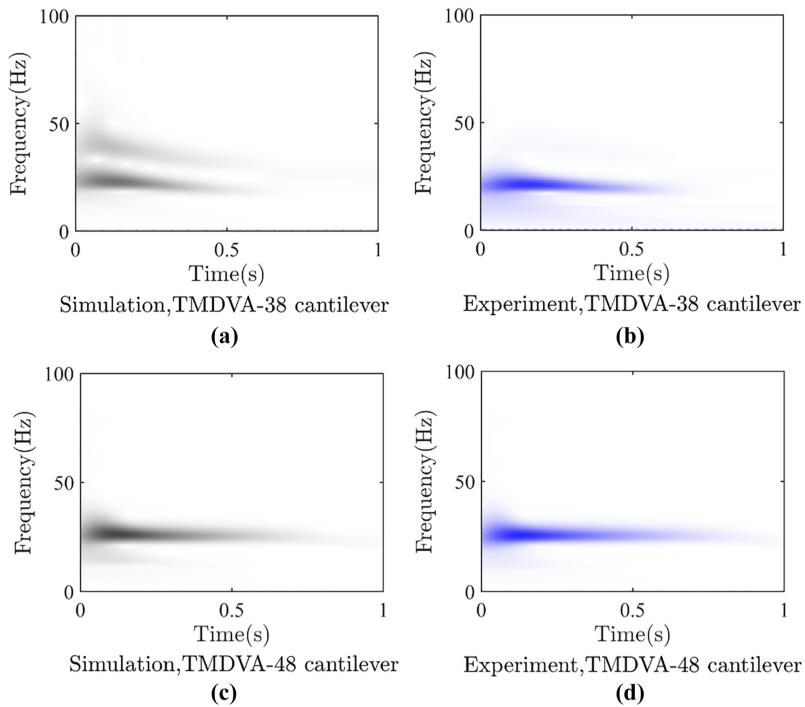 100
50
0
Frequency(Hz)
0
0.5
1
Time(s)
Simulation,TMDVA-38 cantilever
(a)
100
50
0
Frequency(Hz)
0
0.5
1
Time(s)
Experiment,TMDVA-38 cantilever
(b)
100
50
0
Frequency(Hz)
0
0.5
1
Time(s)
Simulation,TMDVA-48 cantilever
(c)
100
50
0
Frequency(Hz)
0
0.5
1
Time(s)
Experiment,TMDVA-48 cantilever
(d)